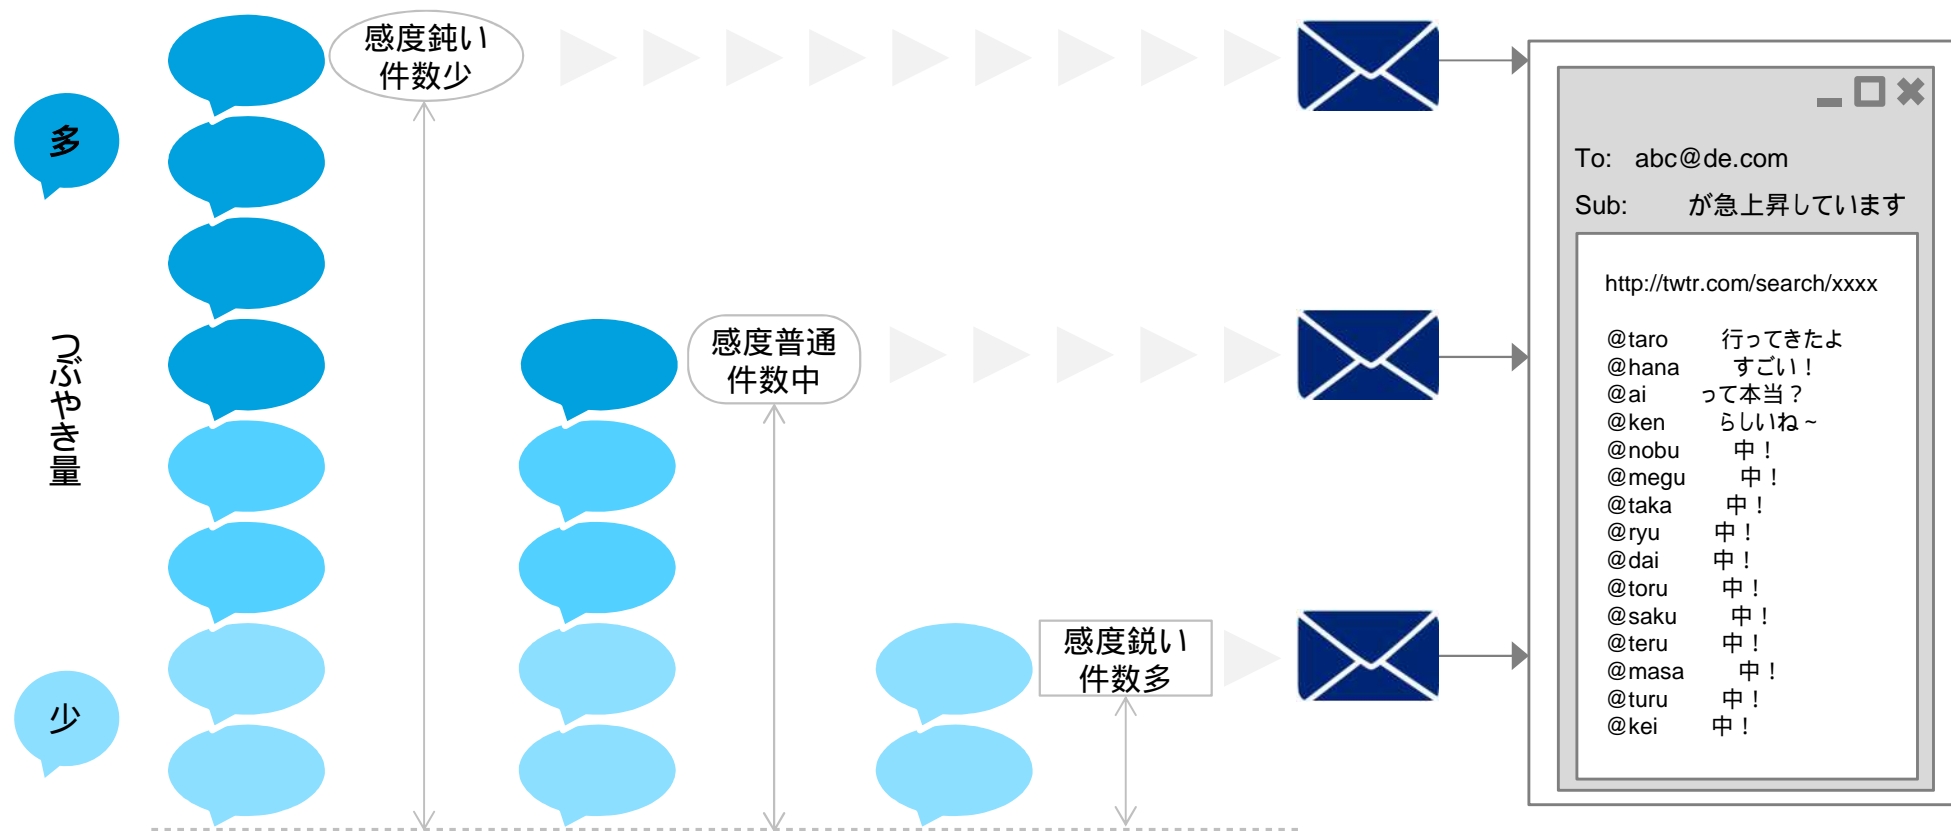 多
つぶやき量
少
感度鈍い
件数少
感度普通
件数中
感度鋭い
件数多
To: abc@de.com
Sub: が急上昇しています
http://twtr.com/search/xxxx
@taro 行ってきたよ
@hana すごい！
@ai って本当？
@ken らしいね～
@nobu 中！
@megu 中！
@taka 中！
@ryu 中！
@dai 中！
@toru 中！
@saku 中！
@teru 中！
@masa 中！
@turu 中！
@kei 中！